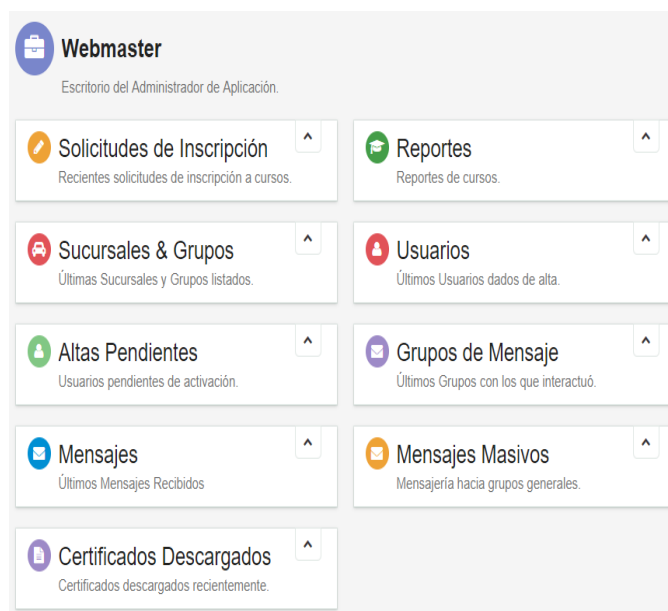 Webmaster
Escritorio del Administrador de Aplicación.
Solicitudes de Inscripción
Recientes solicitudes de inscripción a cursos.
Reportes
Reportes de cursos.
Sucursales & Grupos
Últimas Sucursales y Grupos listados.
Usuarios
Últimos Usuarios dados de alta.
Altas Pendientes
Usuarios pendientes de activación.
Grupos de Mensaje
Últimos Grupos con los que interactuó.
Mensajes
Últimos Mensajes Recibidos
Mensajes Masivos
Mensajería hacia grupos generales.
Certificados Descargados
Certificados descargados recientemente.